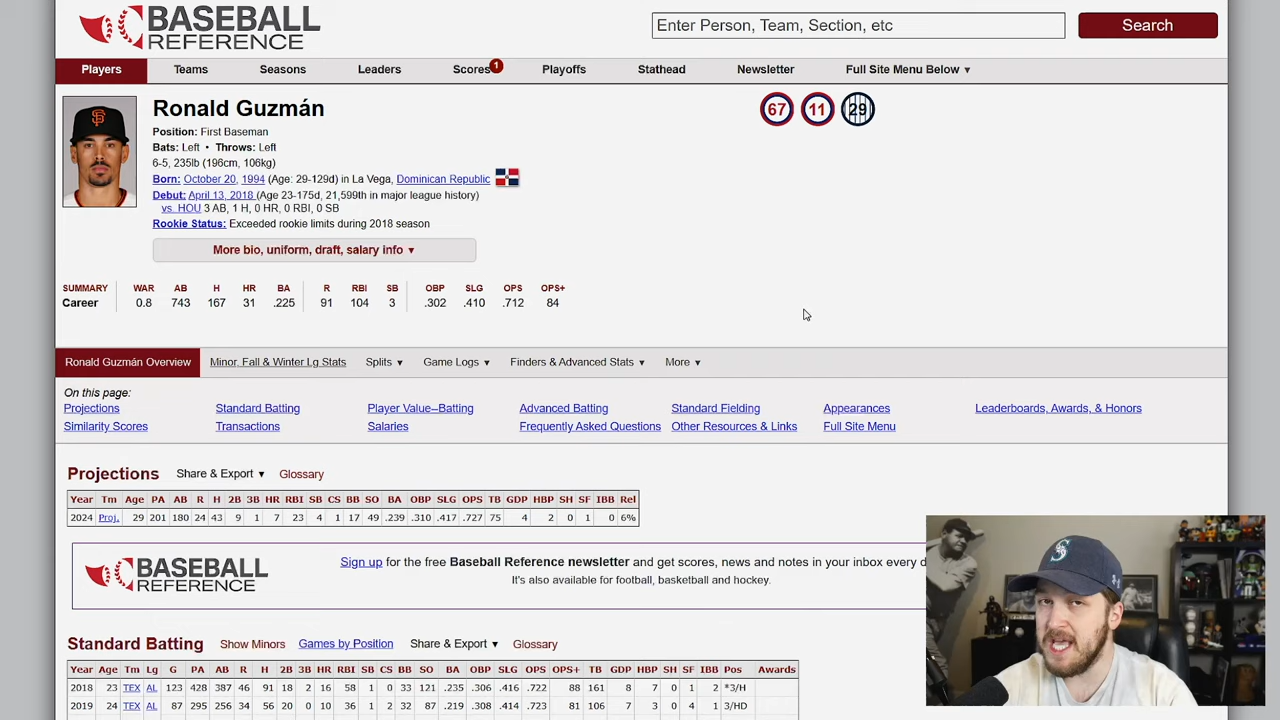 BASEBALL
REFERENCE
Enter Person, Team, Section, etc
Search
Players Teams Seasons Leaders Scores 1 Playoffs Stathead Newsletter Full Site Menu Below ▼
Ronald Guzmán
67 11 29
Position: First Baseman
Bats: Left • Throws: Left
6-5, 235lb (196cm, 106kg)
Born: October 20, 1994 (Age: 29-129d) in La Vega, Dominican Republic
Debut: April 13, 2018 (Age 23-175d, 21,599th in major league history)
vs. HOU 3 AB, 1 H, 0 HR, 0 RBI, 0 SB
Rookie Status: Exceeded rookie limits during 2018 season
More bio, uniform, draft, salary info ▼
SUMMARY WAR AB H HR BA R RBI SB OBP SLG OPS OPS+
Career 0.8 743 167 31 .225 91 104 3 .302 .410 .712 84
Ronald Guzmán Overview Minor, Fall & Winter Lg Stats Splits ▼ Game Logs ▼ Finders & Advanced Stats ▼ More ▼
On this page:
Projections Standard Batting Player Value--Batting Advanced Batting Standard Fielding Appearances Leaderboards, Awards, & Honors
Similarity Scores Transactions Salaries Frequently Asked Questions Other Resources & Links Full Site Menu
Projections Share & Export ▼ Glossary
Year Tm Age PA AB R H 2B 3B HR RBI SB CS BB SO BA OBP SLG OPS TB GDP HBP SH SF IBB Rel
2024 Proj. 29 201 180 24 43 9 1 7 23 4 1 17 49 .239 .310 .417 .727 75 4 2 0 1 0 6%
BASEBALL
REFERENCE
Sign up for the free Baseball Reference newsletter and get scores, news and notes in your inbox every d
It's also available for football, basketball and hockey.
Standard Batting Show Minors Games by Position Share & Export ▼ Glossary
Year Age Tm Lg G PA AB R H 2B 3B HR RBI SB CS BB SO BA OBP SLG OPS OPS+ TB GDP HBP SH SF IBB Pos Awards
2018 23 TEX AL 123 428 387 46 91 18 2 16 58 1 0 33 121 .235 .306 .416 .722 88 161 8 7 0 1 2 *3/H
2019 24 TEX AL 87 295 256 34 56 20 0 10 36 1 2 32 87 .219 .308 .414 .723 81 106 7 3 0 4 1 3/HD
S